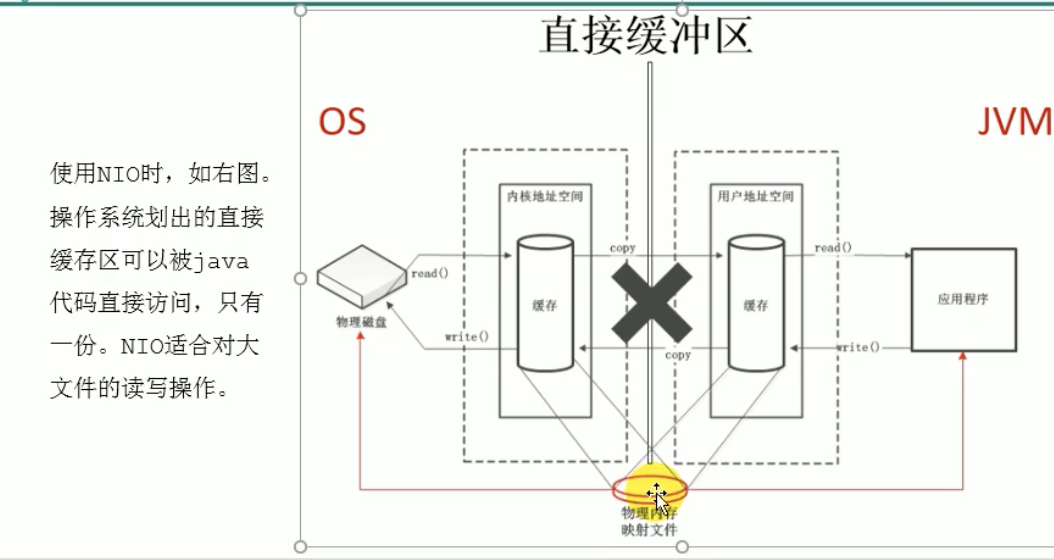 直接缓冲区
OS
JVM
使用NIO时，如右图。
操作系统划出的直接
缓存区可以被java
代码直接访问，只有
一份。NIO适合对大
文件的读写操作。
内核地址空间
用户地址空间
copy
read()
read()
缓存
缓存
应用程序
物理磁盘
write()
copy
write()
物理内存
映射文件